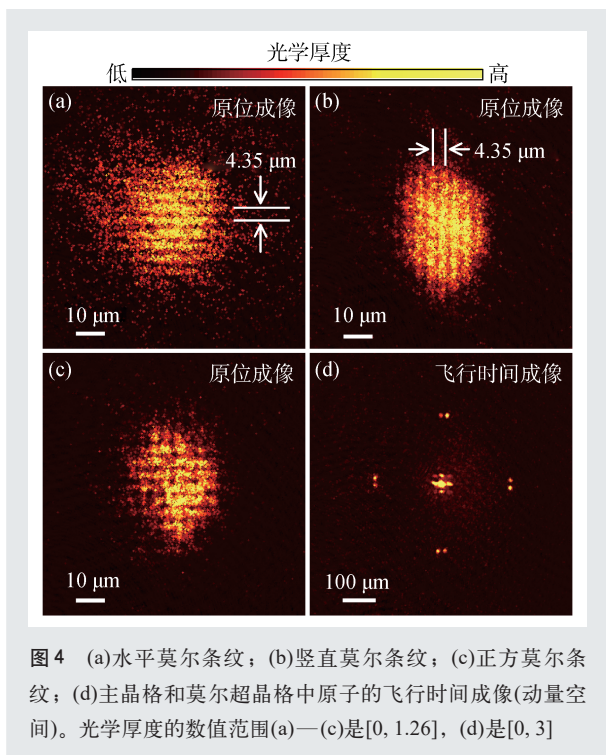 光学厚度
低 高
(a) 原位成像
4.35 μm
10 μm
(b) 原位成像
4.35 μm
10 μm
(c) 原位成像
10 μm
(d) 飞行时间成像
100 μm
图4 (a)水平莫尔条纹；(b)竖直莫尔条纹；(c)正方莫尔条
纹；(d)主晶格和莫尔超晶格中原子的飞行时间成像(动量空
间)。光学厚度的数值范围(a)—(c)是[0, 1.26]，(d)是[0, 3]